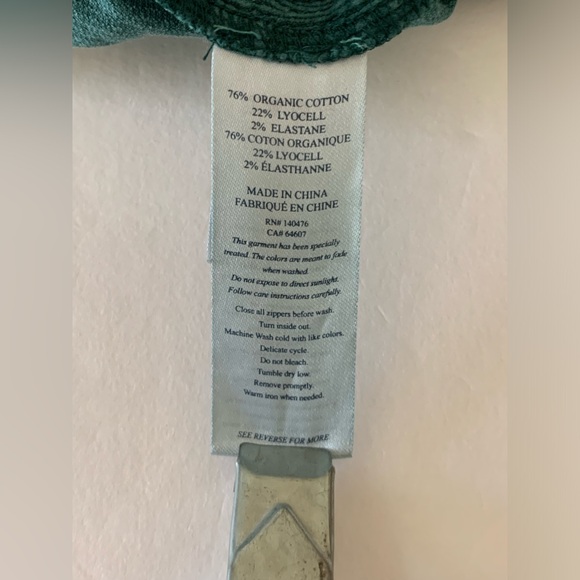 76% ORGANIC COTTON
22% LYOCELL
2% ELASTANE
76% COTON ORGANIQUE
22% LYOCELL
2% ÉLASTHANNE
MADE IN CHINA
FABRIQUÉ EN CHINE
RN# 140476
CA# 64607
This garment has been specially
treated. The colors are meant to fade
when washed.
Do not expose to direct sunlight.
Follow care instructions carefully.
Close all zippers before wash.
Turn inside out.
Machine Wash cold with like colors.
Delicate cycle.
Do not bleach.
Tumble dry low.
Remove promptly.
Warm iron when needed.
SEE REVERSE FOR MORE